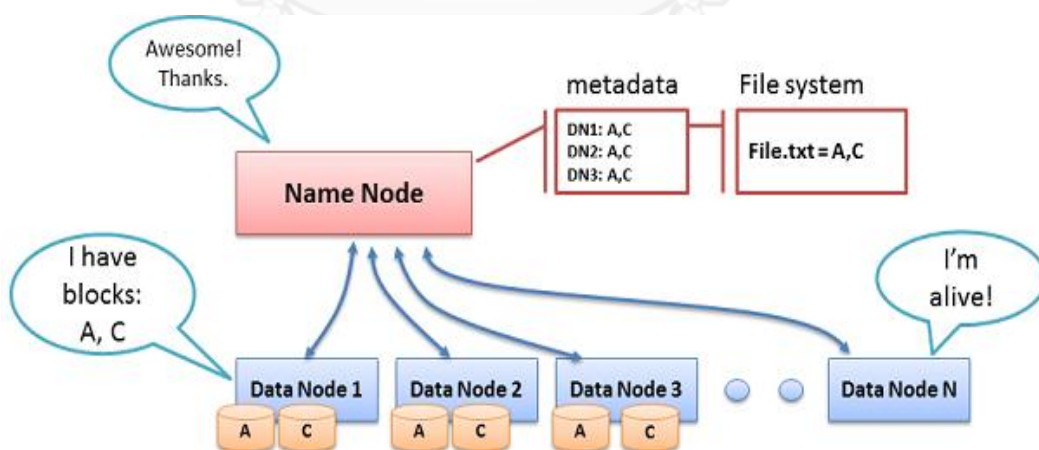 Awesome!
Thanks.
metadata
File system
DN1: A,C
DN2: A,C
DN3: A,C
File.txt = A,C
Name Node
I have
blocks:
A, C
I'm
alive!
Data Node 1
Data Node 2
Data Node 3
Data Node N
A
C
A
C
A
C